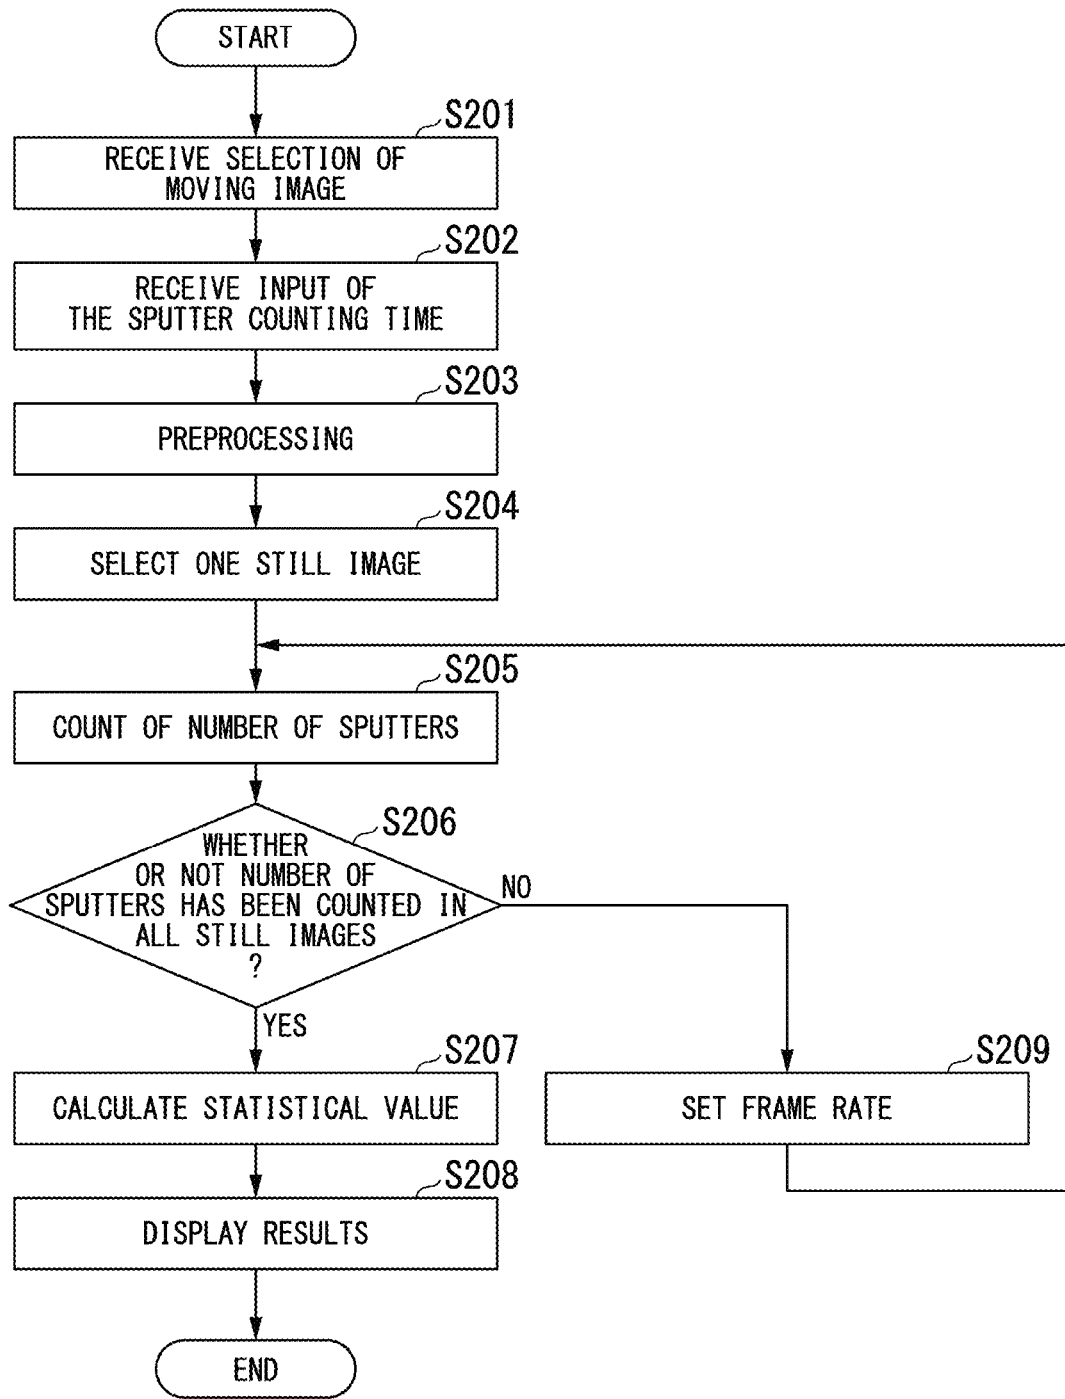 START
S201
RECEIVE SELECTION OF
MOVING IMAGE
S202
RECEIVE INPUT OF
THE SPUTTER COUNTING TIME
S203
PREPROCESSING
S204
SELECT ONE STILL IMAGE
S205
COUNT OF NUMBER OF SPUTTERS
S206
WHETHER
OR NOT NUMBER OF
SPUTTERS HAS BEEN COUNTED IN
ALL STILL IMAGES
?
NO
YES
S207
CALCULATE STATISTICAL VALUE
S209
SET FRAME RATE
S208
DISPLAY RESULTS
END